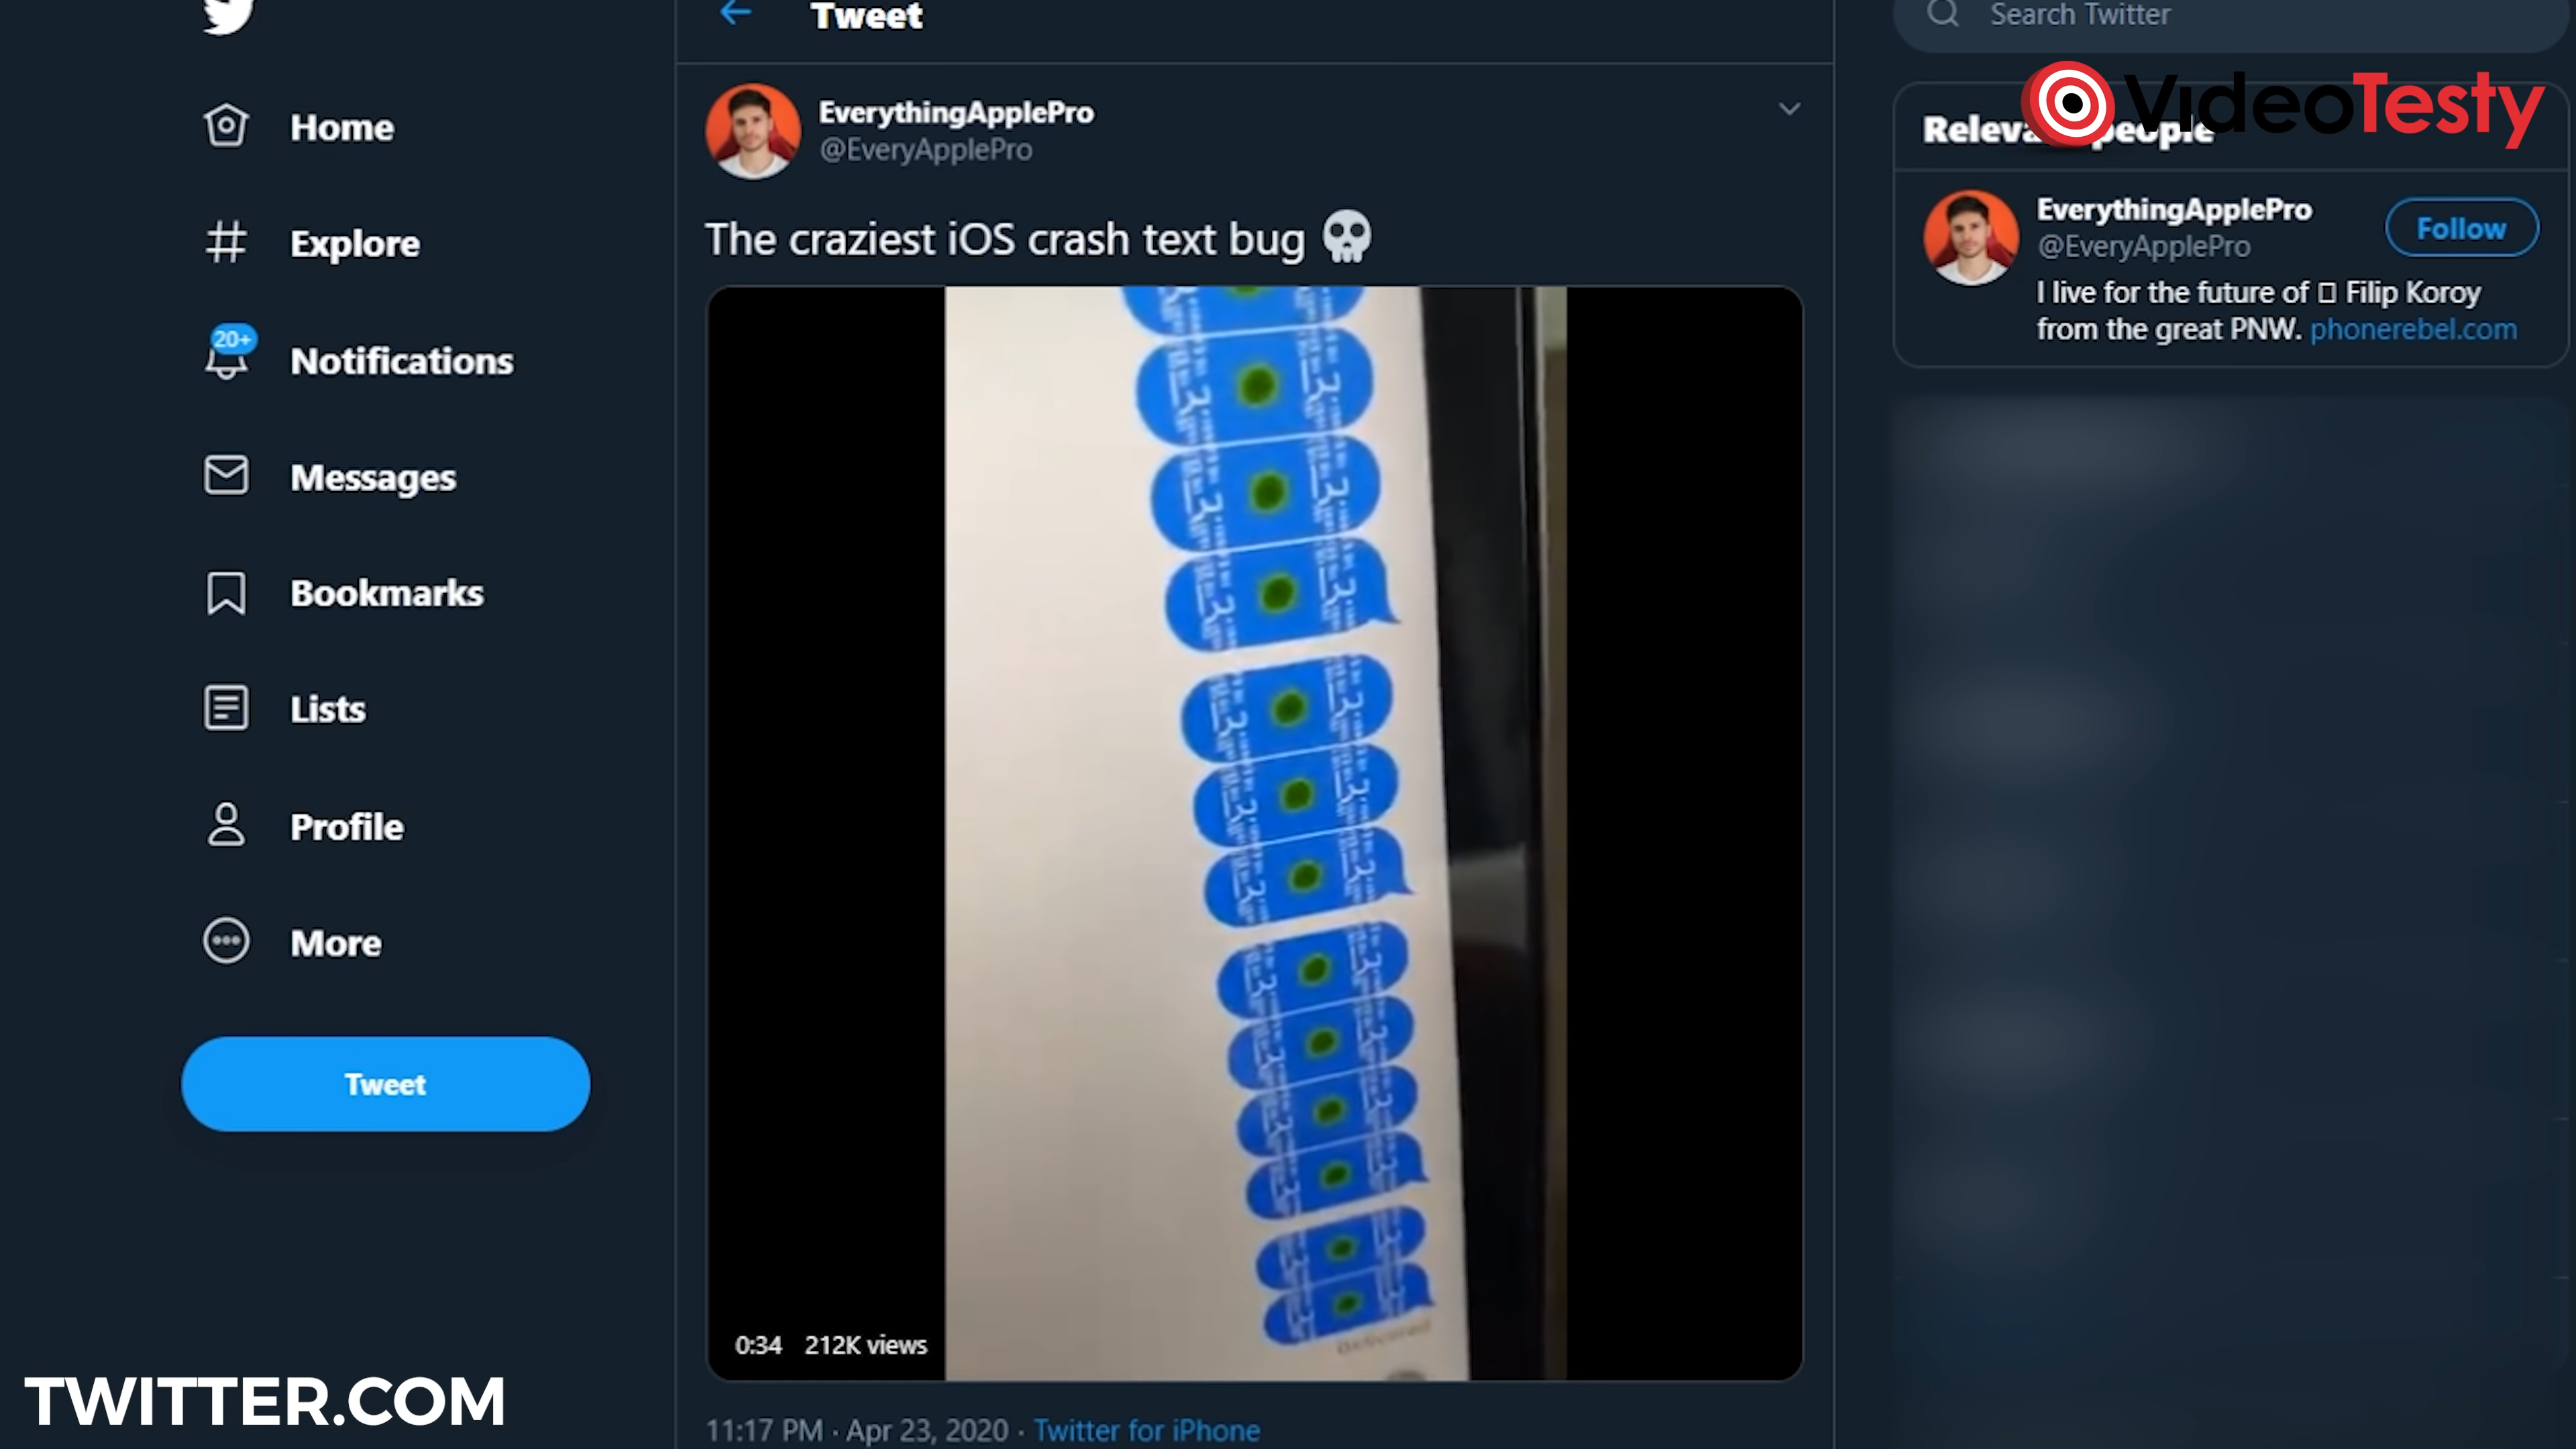 Tweet
Search Twitter
VideoTesty
Home
Explore
20+
Notifications
Messages
Bookmarks
Lists
Profile
More
Tweet
EverythingApplePro
@EveryApplePro
The craziest iOS crash text bug 💀
0:34 212K views
Delivered
11:17 PM · Apr 23, 2020 · Twitter for iPhone
Relevant people
EverythingApplePro
@EveryApplePro
Follow
I live for the future of Filip Koroy
from the great PNW. phonerebel.com
TWITTER.COM